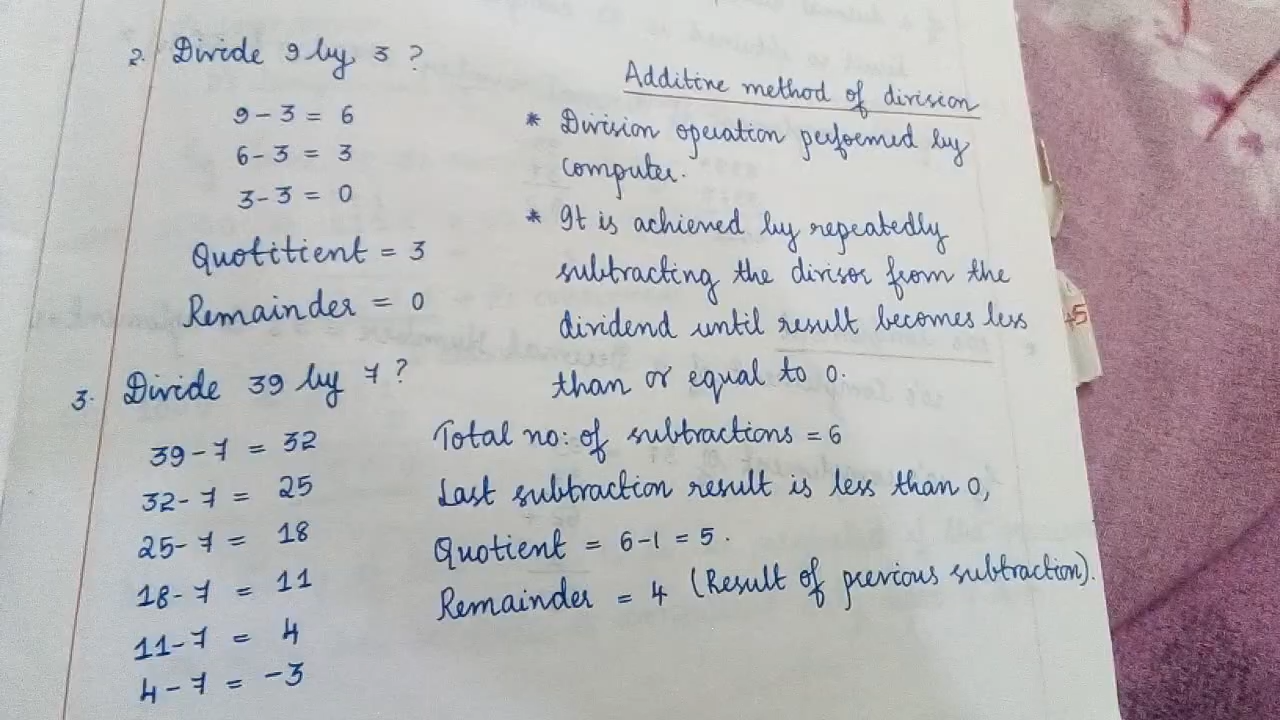 2. Divide 9 by 3 ?
9 - 3 = 6
6 - 3 = 3
3 - 3 = 0
Quotitient = 3
Remainder = 0
Additive method of division
* Division operation performed by
computer.
* It is achieved by repeatedly
subtracting the divisor from the
dividend until result becomes less
than or equal to 0.
3. Divide 39 by 7 ?
39 - 7 = 32
32 - 7 = 25
25 - 7 = 18
18 - 7 = 11
11 - 7 = 4
4 - 7 = -3
Total no: of subtractions = 6
Last subtraction result is less than 0,
Quotient = 6-1 = 5.
Remainder = 4 (Result of previous subtraction).